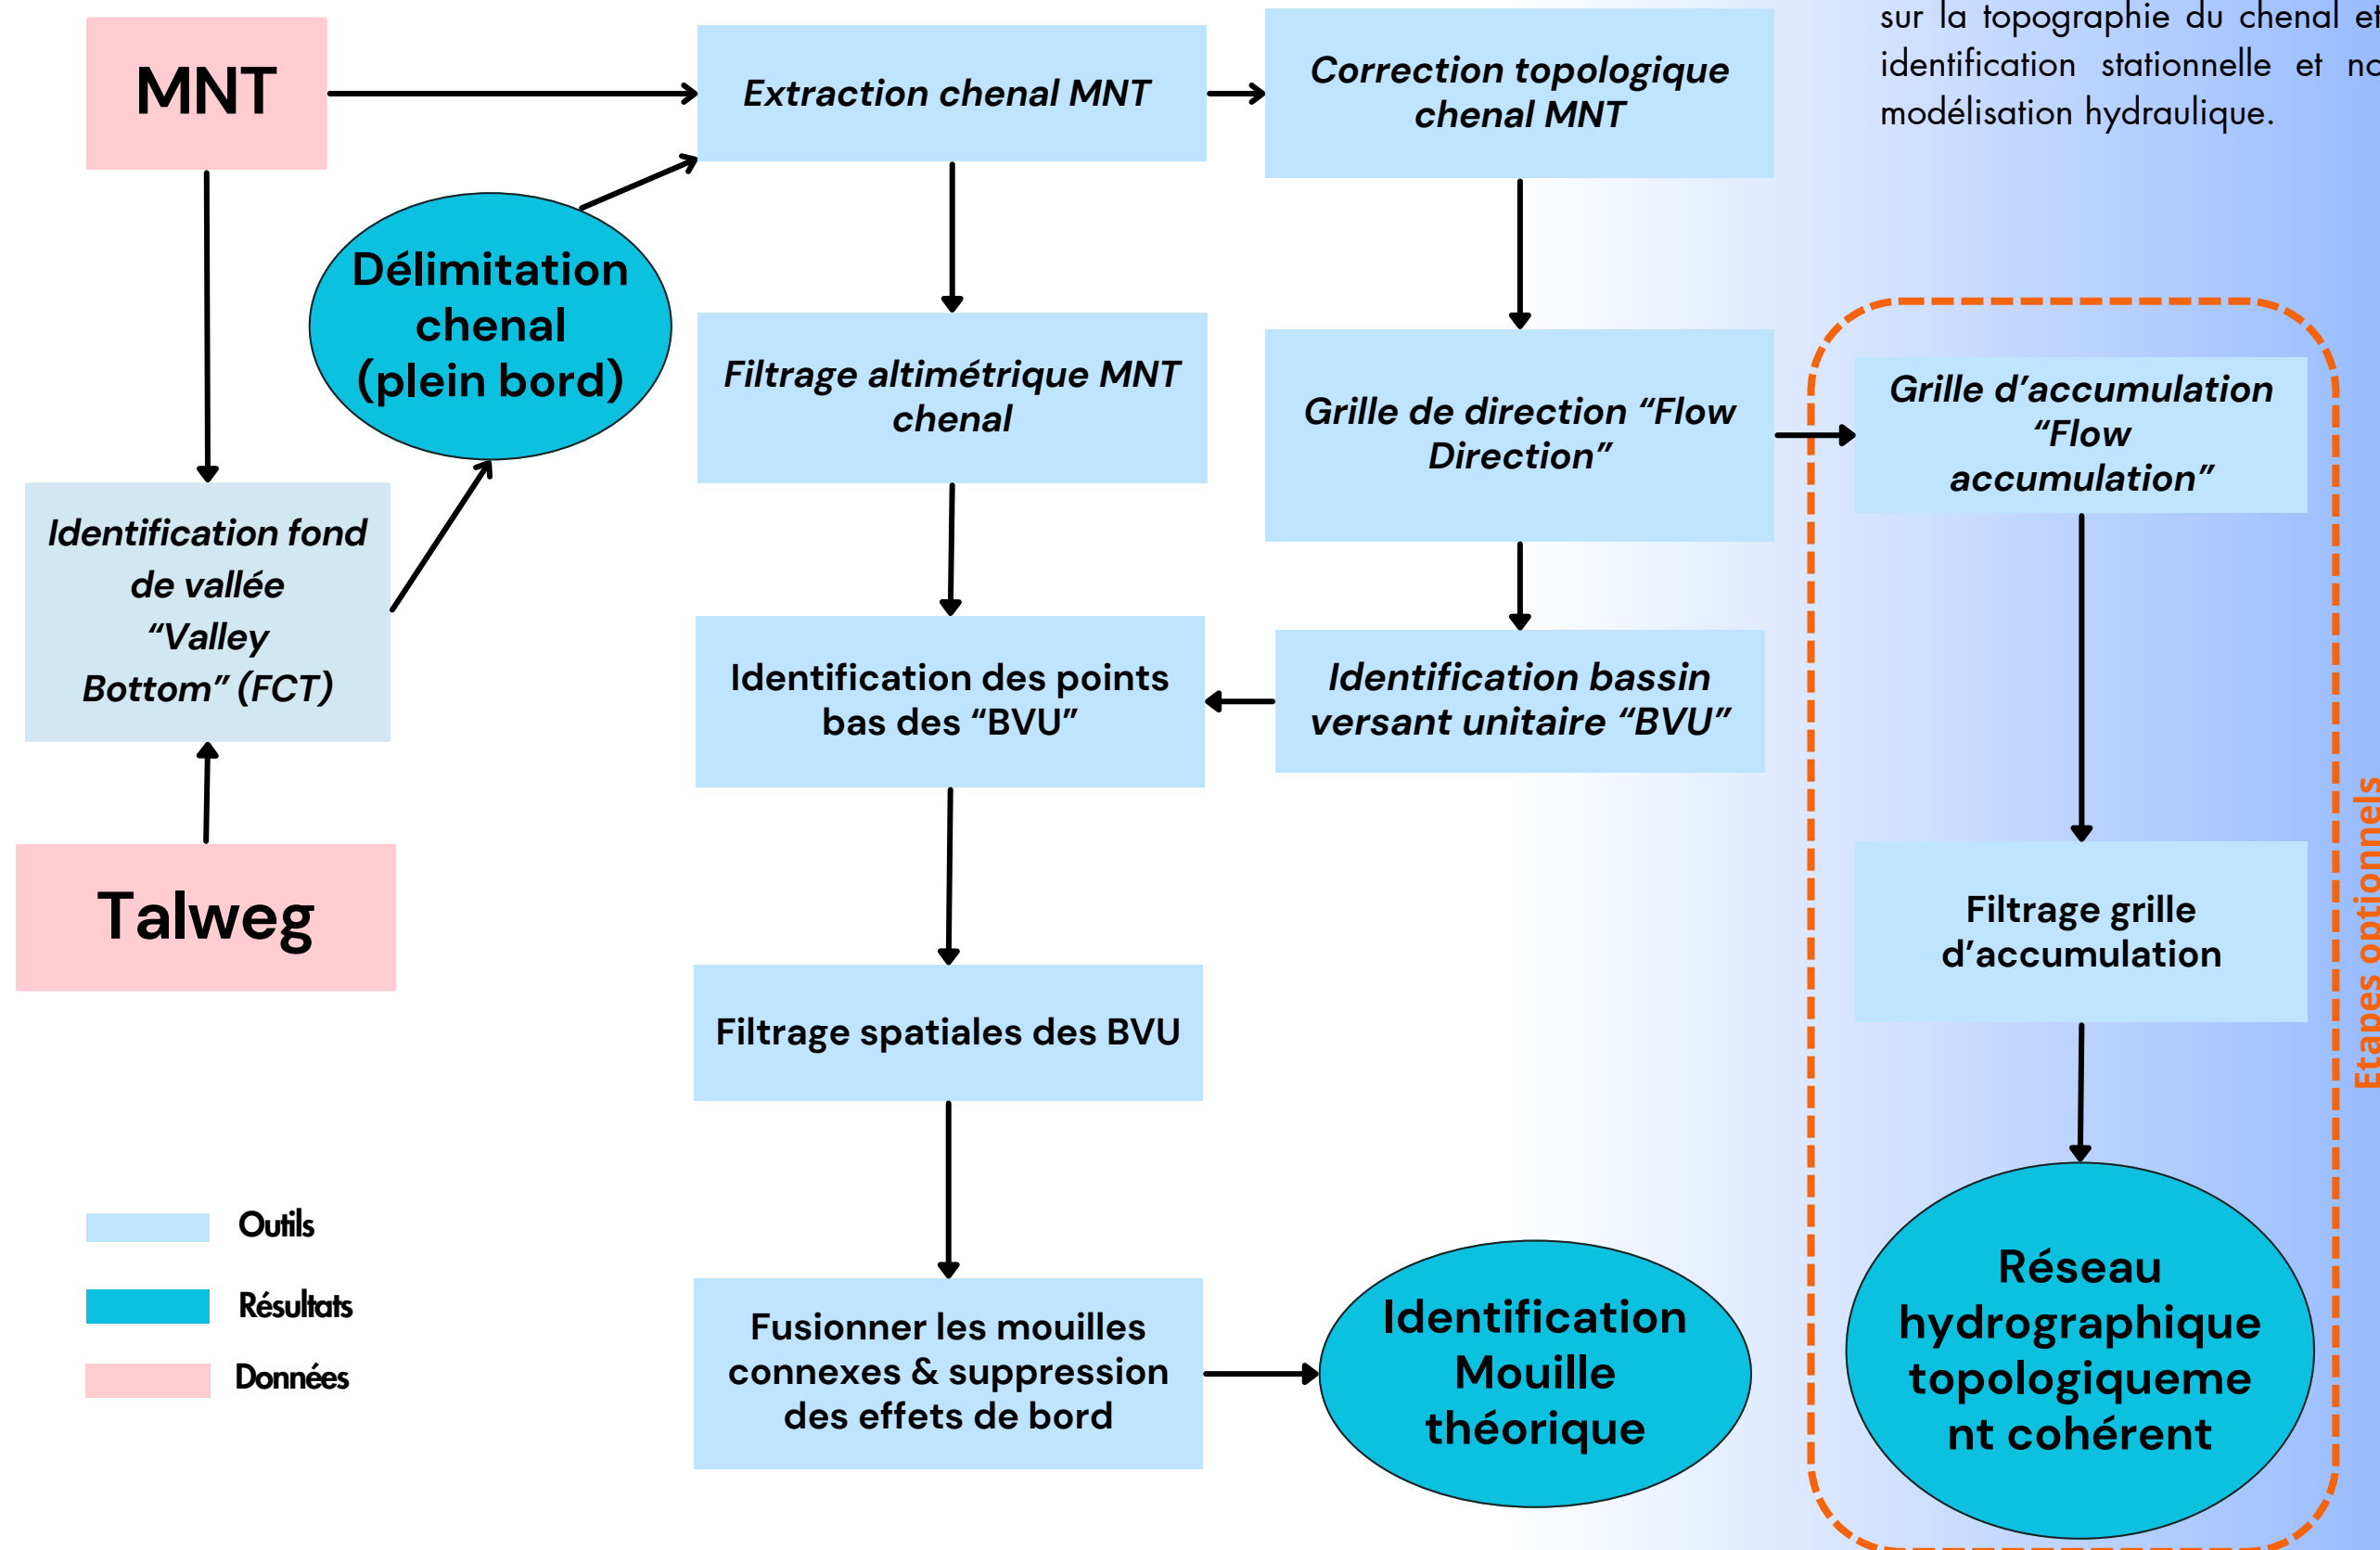 MNT
Extraction chenal MNT
Correction topologique
chenal MNT
sur la topographie du chenal et
identification stationnelle et no
modélisation hydraulique.
Délimitation
chenal
(plein bord)
Filtrage altimétrique MNT
chenal
Grille de direction “Flow
Direction”
Grille d’accumulation
“Flow
accumulation”
Identification fond
de vallée
“Valley
Bottom” (FCT)
Identification des points
bas des “BVU”
Identification bassin
versant unitaire “BVU”
Talweg
Filtrage grille
d’accumulation
Etapes optionnels
Filtrage spatiales des BVU
Outils
Résultats
Données
Fusionner les mouilles
connexes & suppression
des effets de bord
Identification
Mouille
théorique
Réseau
hydrographique
topologiqueme
nt cohérent